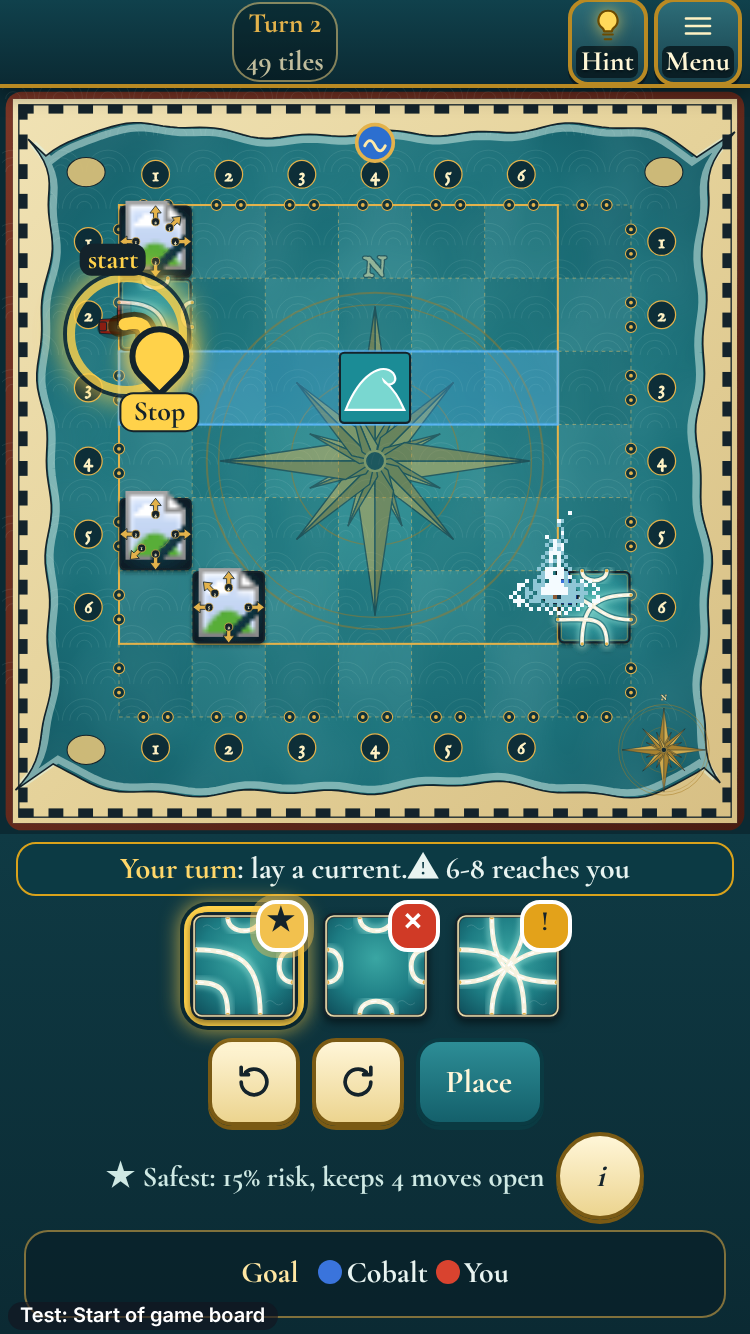 Turn 2
49 tiles
Hint
Menu
1 2 3 4 5 6
1 1
start
N
2 2
3 3
Stop
4 4
5 5
6 6
N
1 2 3 4 5 6
Your turn: lay a current. 6-8 reaches you
Place
★ Safest: 15% risk, keeps 4 moves open i
Goal Cobalt You
Test: Start of game board